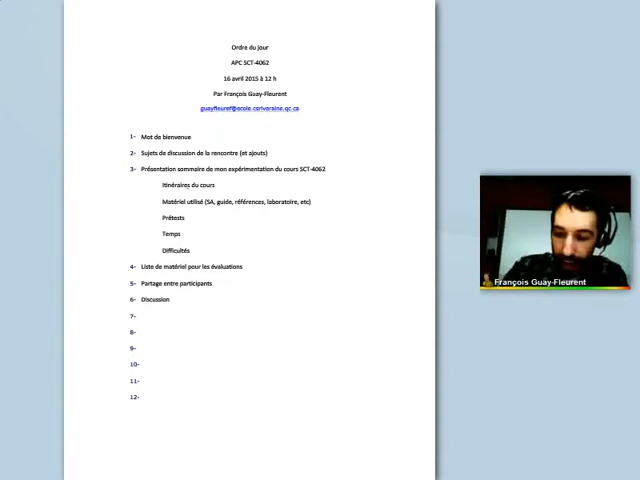 Ordre du jour
APC SCT-4062
16 avril 2015 à 12 h
Par François Guay-Fleurent
guayfleuref@ecole.csriveraine.qc.ca
1- Mot de bienvenue
2- Sujets de discussion de la rencontre (et ajouts)
3- Présentation sommaire de mon expérimentation du cours SCT-4062
Itinéraires du cours
Matériel utilisé (SA, guide, références, laboratoire, etc)
Prétests
Temps
Difficultés
4- Liste de matériel pour les évaluations
5- Partage entre participants
6- Discussion
7-
8-
9-
10-
11-
12-
François Guay-Fleurent